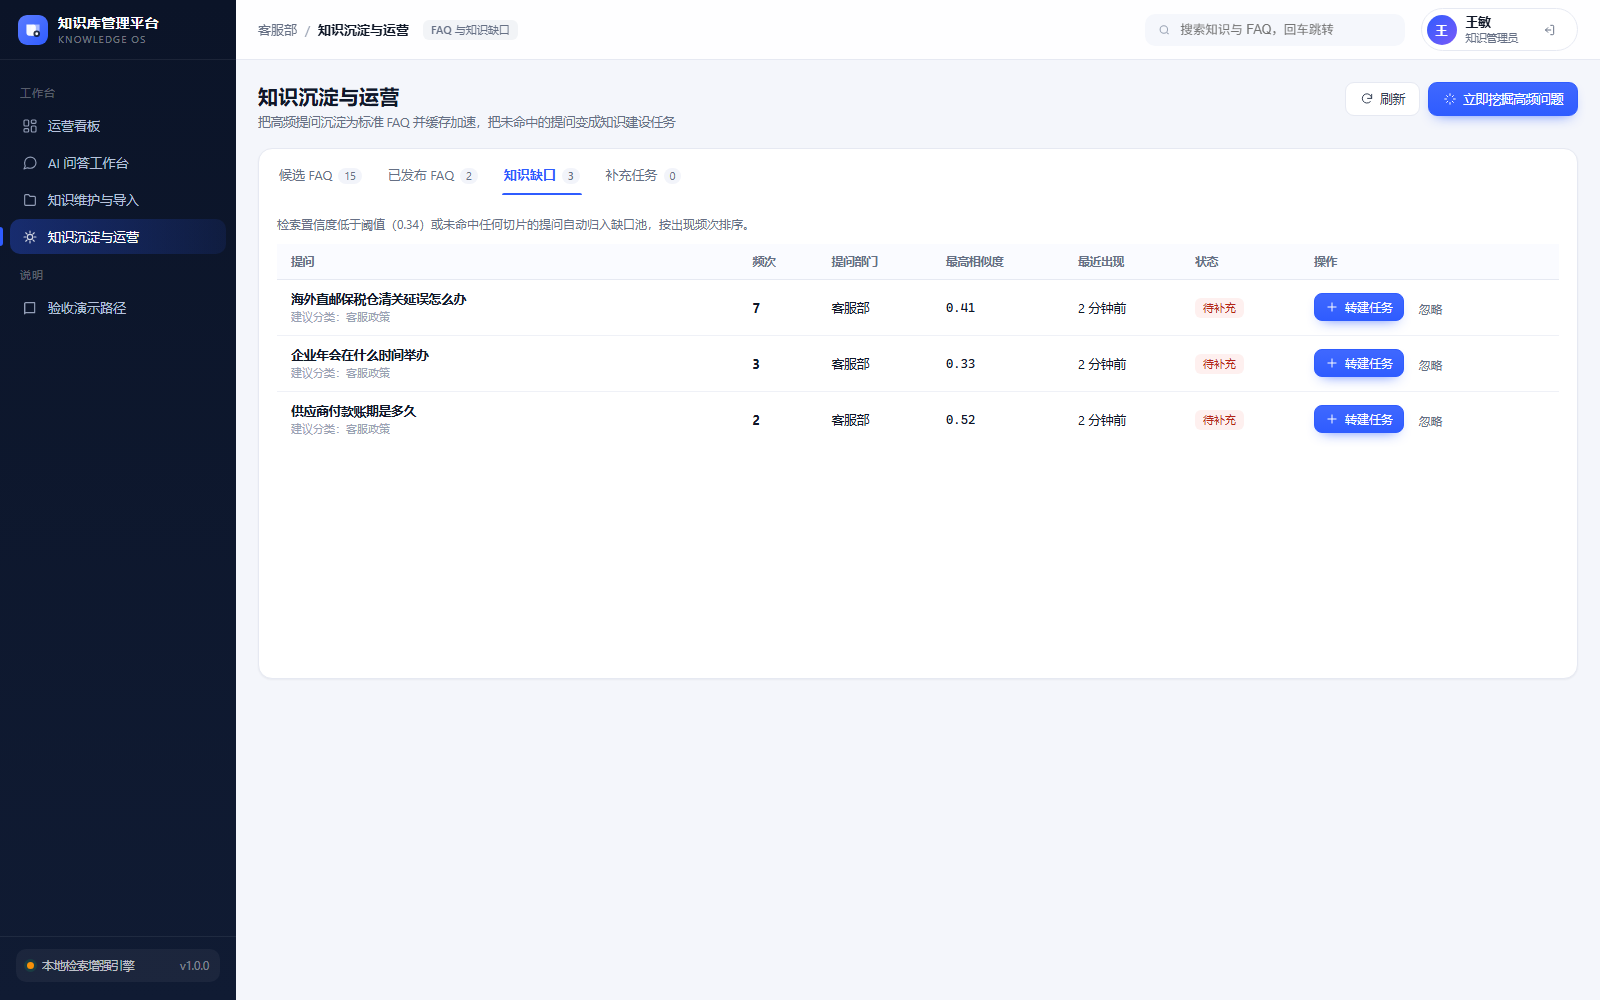 知识库管理平台
KNOWLEDGE OS
工作台
运营看板
AI 问答工作台
知识维护与导入
知识沉淀与运营
说明
验收演示路径
本地检索增强引擎 v1.0.0
客服部 / 知识沉淀与运营 FAQ 与知识缺口
搜索知识与 FAQ，回车跳转
王 王敏
知识管理员
知识沉淀与运营
把高频提问沉淀为标准 FAQ 并缓存加速，把未命中的提问变成知识建设任务
刷新 立即挖掘高频问题
候选 FAQ 15 已发布 FAQ 2 知识缺口 3 补充任务 0
检索置信度低于阈值（0.34）或未命中任何切片的提问自动归入缺口池，按出现频次排序。
提问 频次 提问部门 最高相似度 最近出现 状态 操作
海外直邮保税仓清关延误怎么办
建议分类：客服政策
7 客服部 0.41 2 分钟前 待补充 转建任务 忽略
企业年会在什么时间举办
建议分类：客服政策
3 客服部 0.33 2 分钟前 待补充 转建任务 忽略
供应商付款账期是多久
建议分类：客服政策
2 客服部 0.52 2 分钟前 待补充 转建任务 忽略